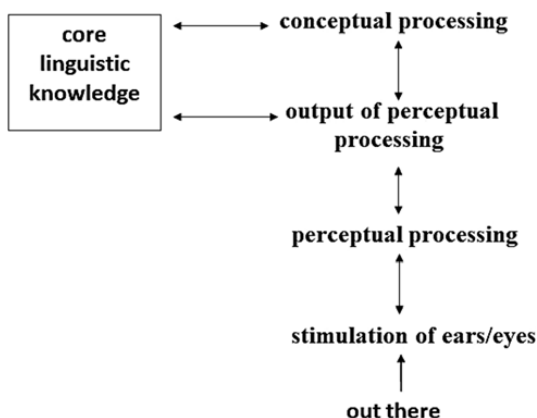 core
linguistic
knowledge
conceptual processing
output of perceptual
processing
perceptual processing
stimulation of ears/eyes
out there